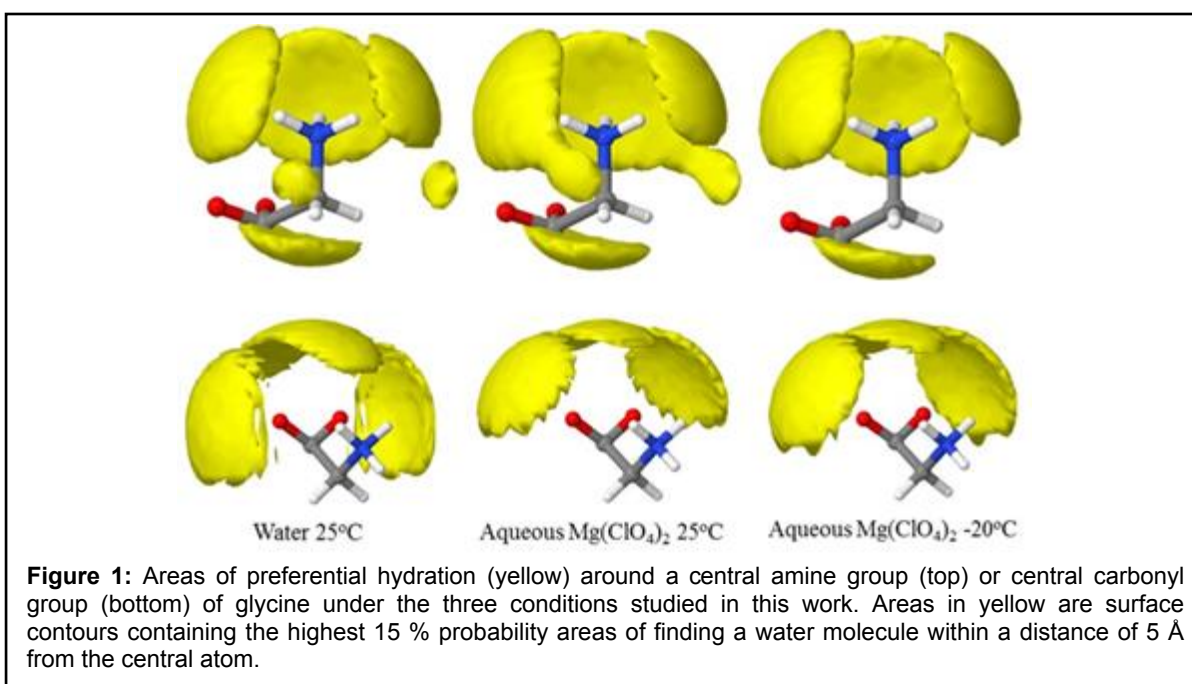 Water 25°C Aqueous Mg(ClO₄)₂ 25°C Aqueous Mg(ClO₄)₂ -20°C
Figure 1: Areas of preferential hydration (yellow) around a central amine group (top) or central carbonyl
group (bottom) of glycine under the three conditions studied in this work. Areas in yellow are surface
contours containing the highest 15 % probability areas of finding a water molecule within a distance of 5 Å
from the central atom.